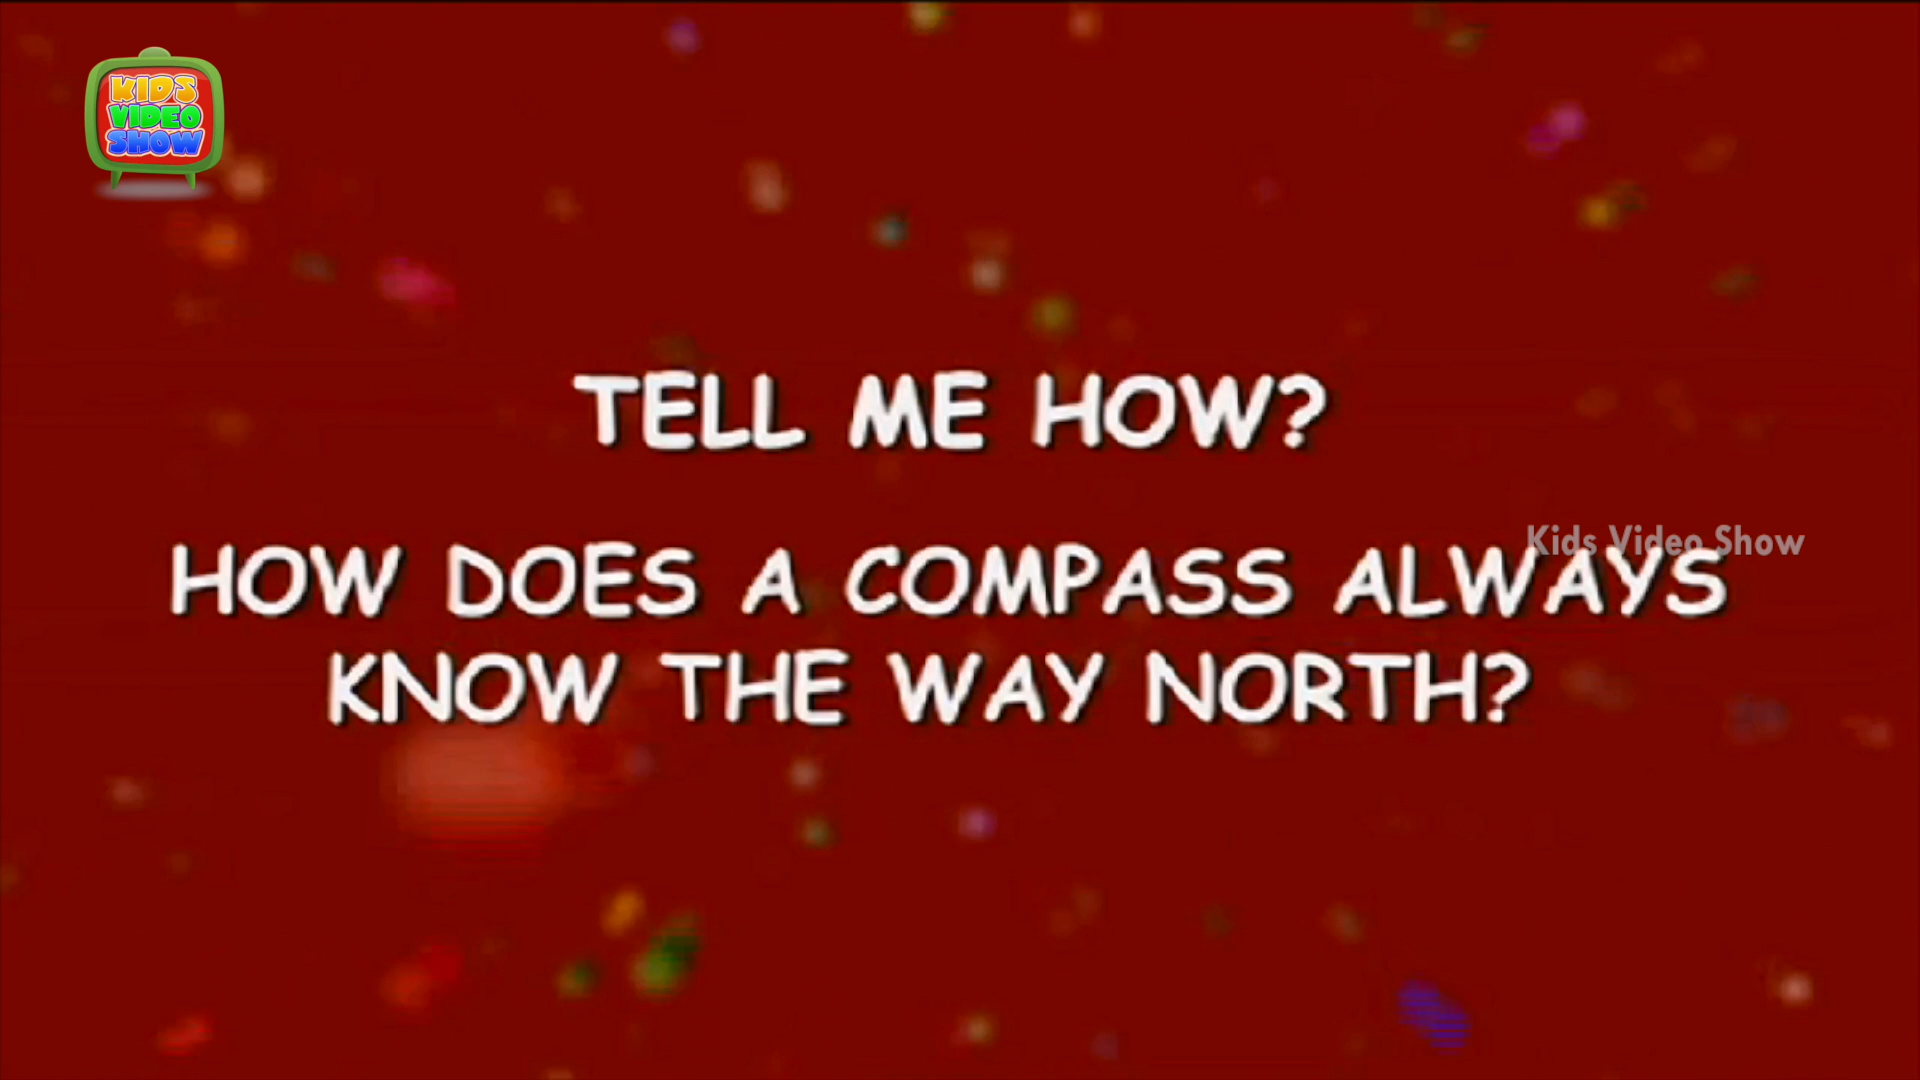 KIDS
VIDEO
SHOW
TELL ME HOW?
Kids Video Show
HOW DOES A COMPASS ALWAYS
KNOW THE WAY NORTH?